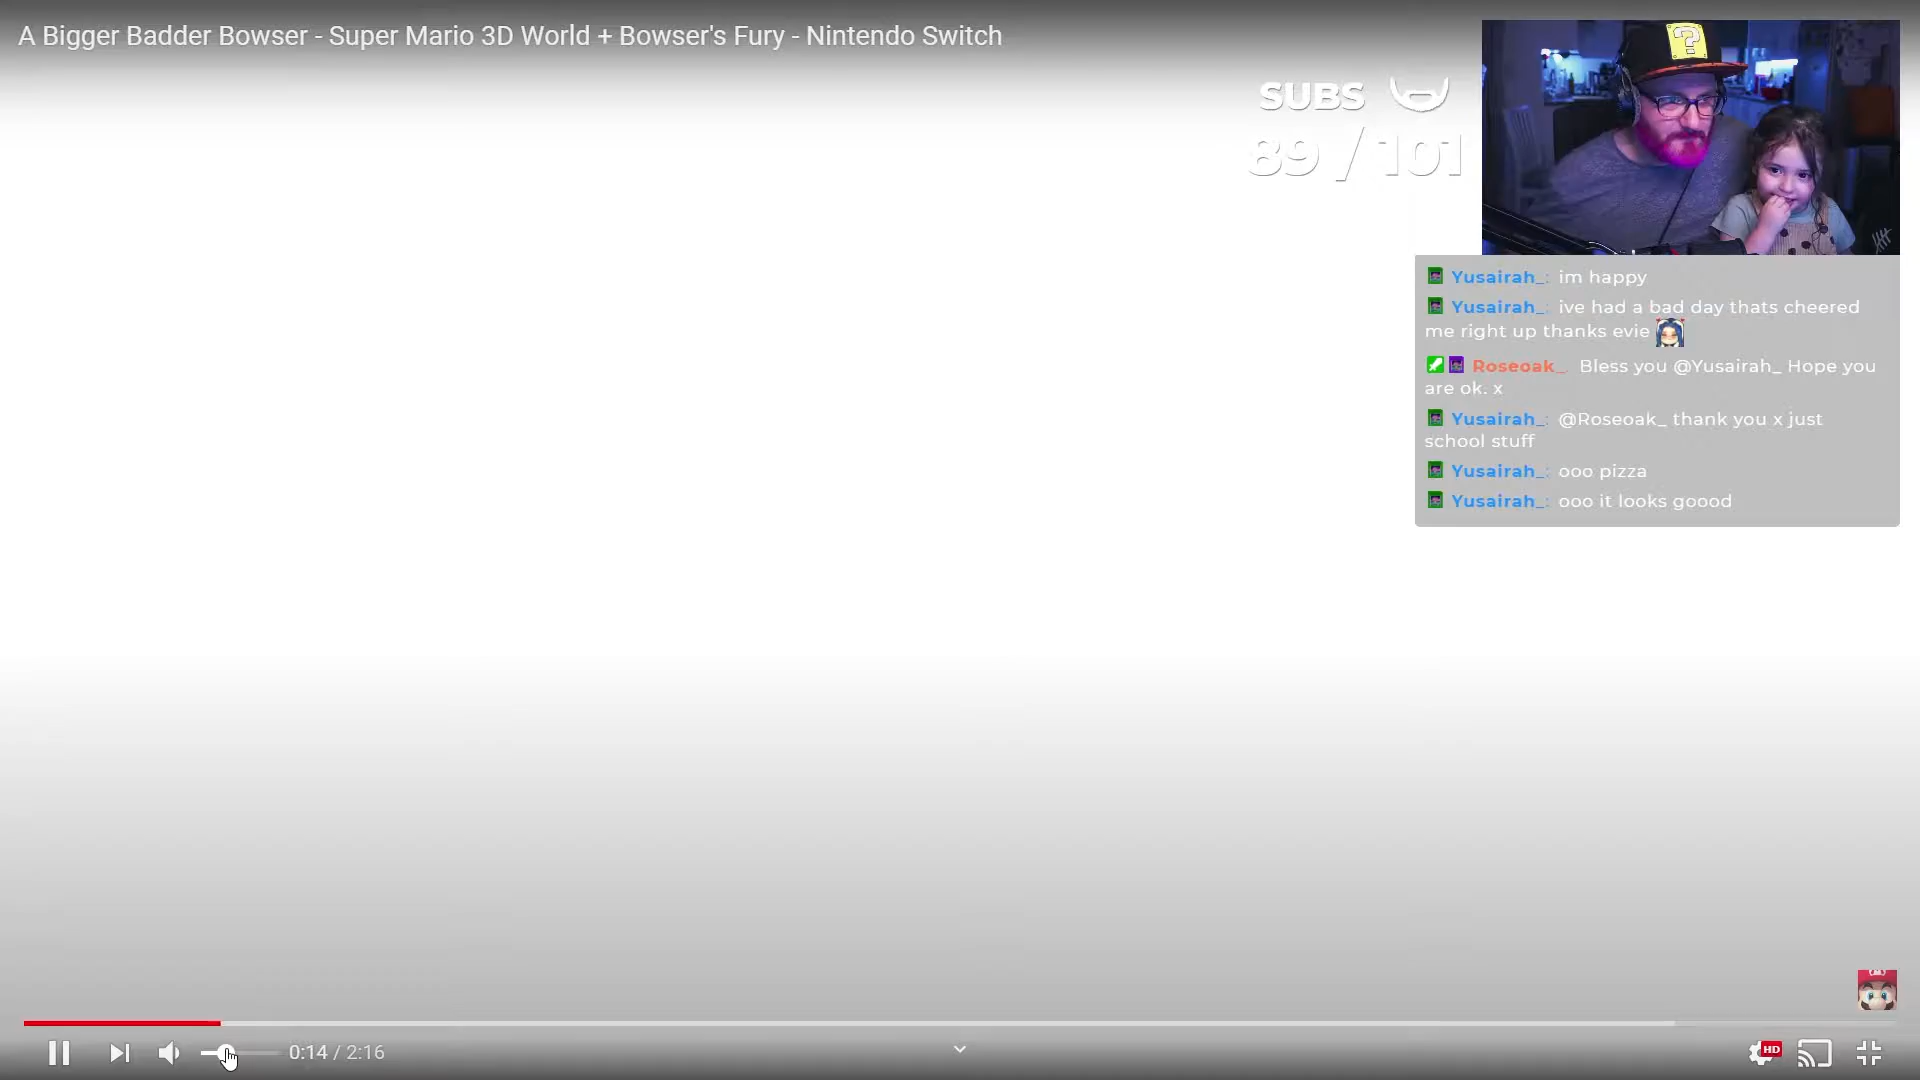 A Bigger Badder Bowser - Super Mario 3D World + Bowser's Fury - Nintendo Switch
SUBS
89 / 101
Yusairah_: im happy
Yusairah_: ive had a bad day thats cheered
me right up thanks evie
Roseoak_: Bless you @Yusairah_ Hope you
are ok. x
Yusairah_: @Roseoak_ thank you x just
school stuff
Yusairah_: ooo pizza
Yusairah_: ooo it looks goood
0:14 / 2:16
HD